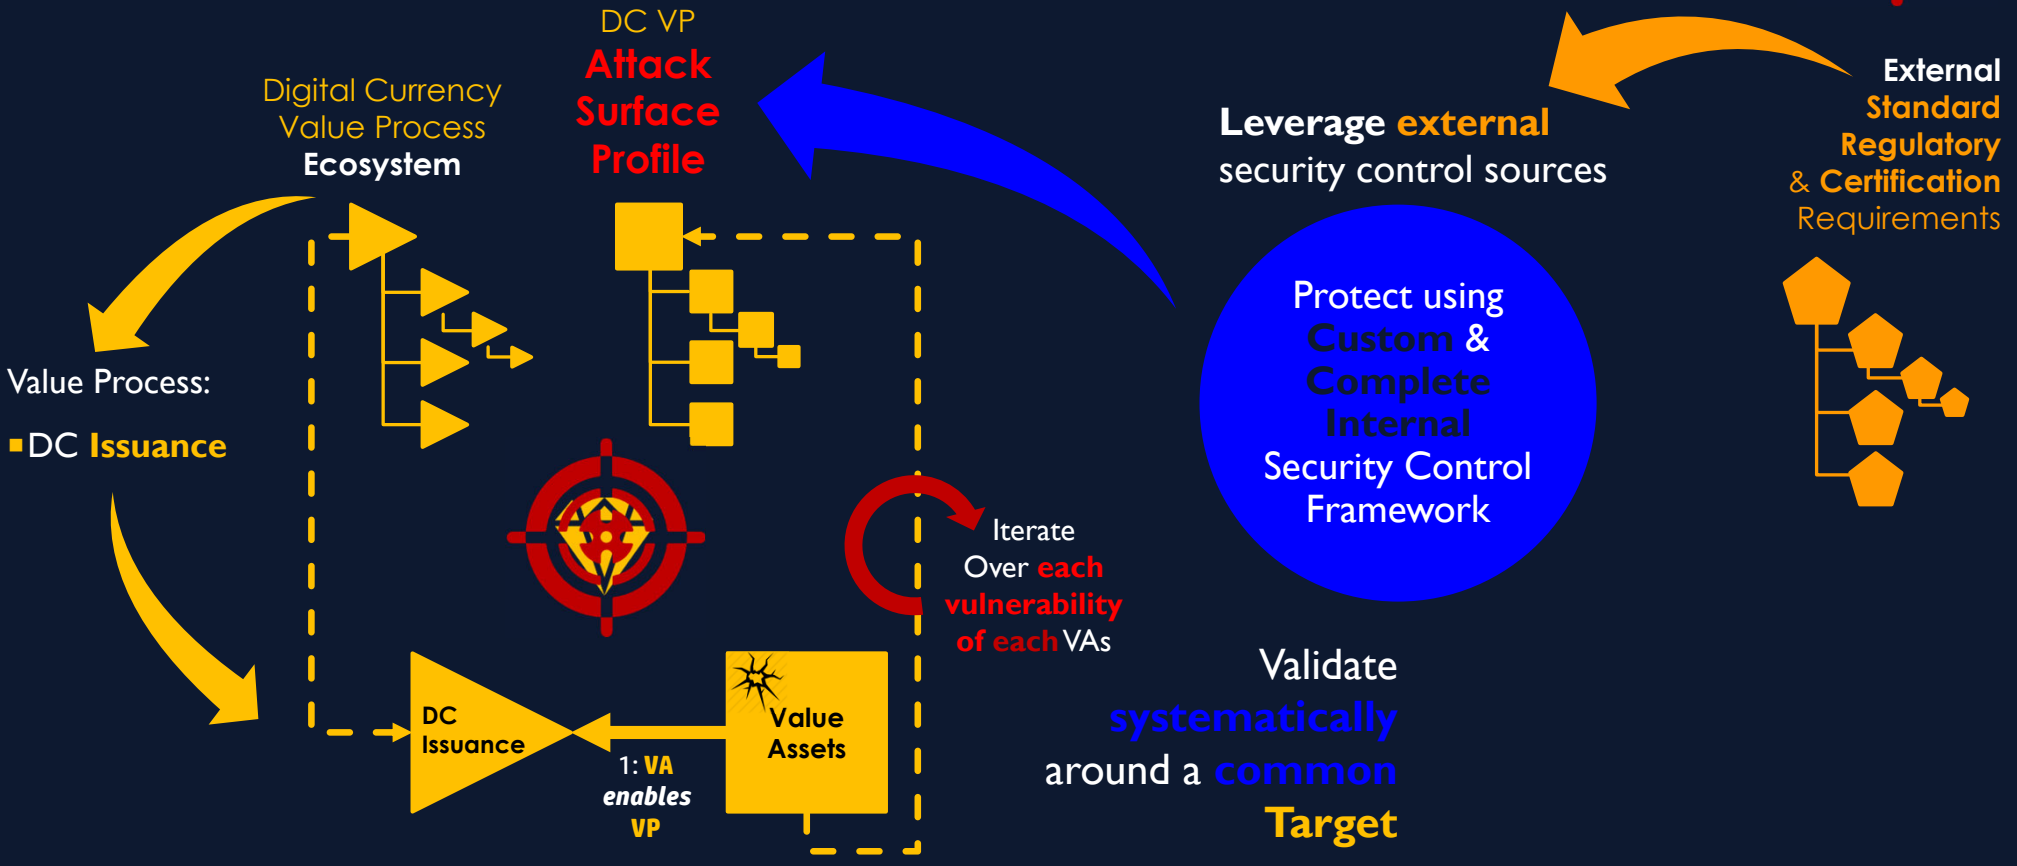 DC VP
Attack
Surface
Profile
Digital Currency
Value Process
Ecosystem
Leverage external
security control sources
External
Standard
Regulatory
& Certification
Requirements
Value Process:
▪DC Issuance
Protect using
Custom &
Complete
Internal
Security Control
Framework
Iterate
Over each
vulnerability
of each VAs
DC
Issuance
1: VA
enables
VP
Value
Assets
Validate
systematically
around a common
Target